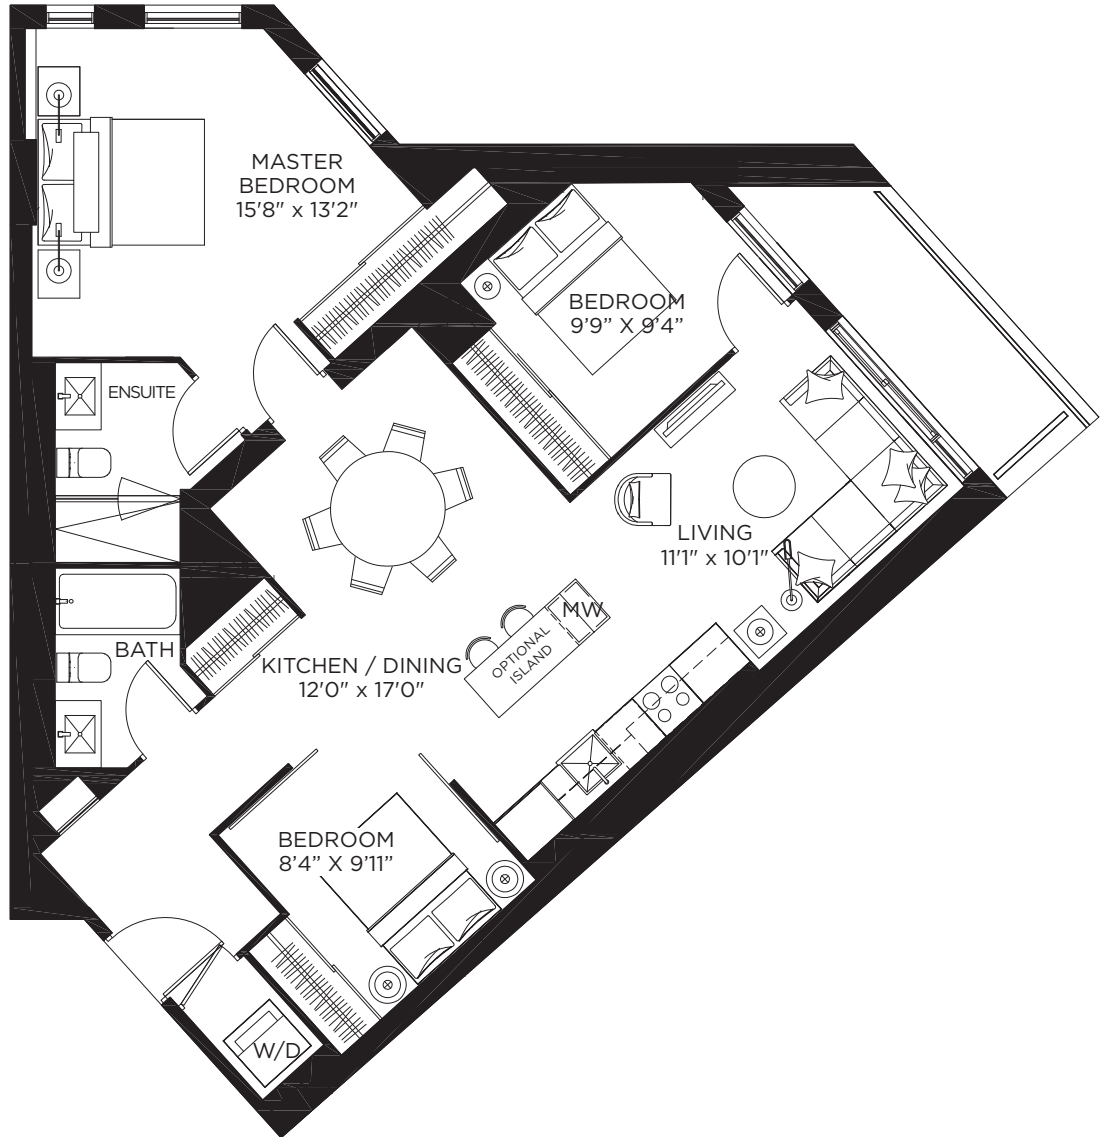 MASTER
BEDROOM
15'8" x 13'2"
BEDROOM
9'9” X 9'4”
ENSUITE
LIVING
11'1" x 10'1"
MW
OPTIONAL
ISLAND
BATH
KITCHEN / DINING
12'0" x 17'0"
BEDROOM
8'4” X 9'11”
W/D